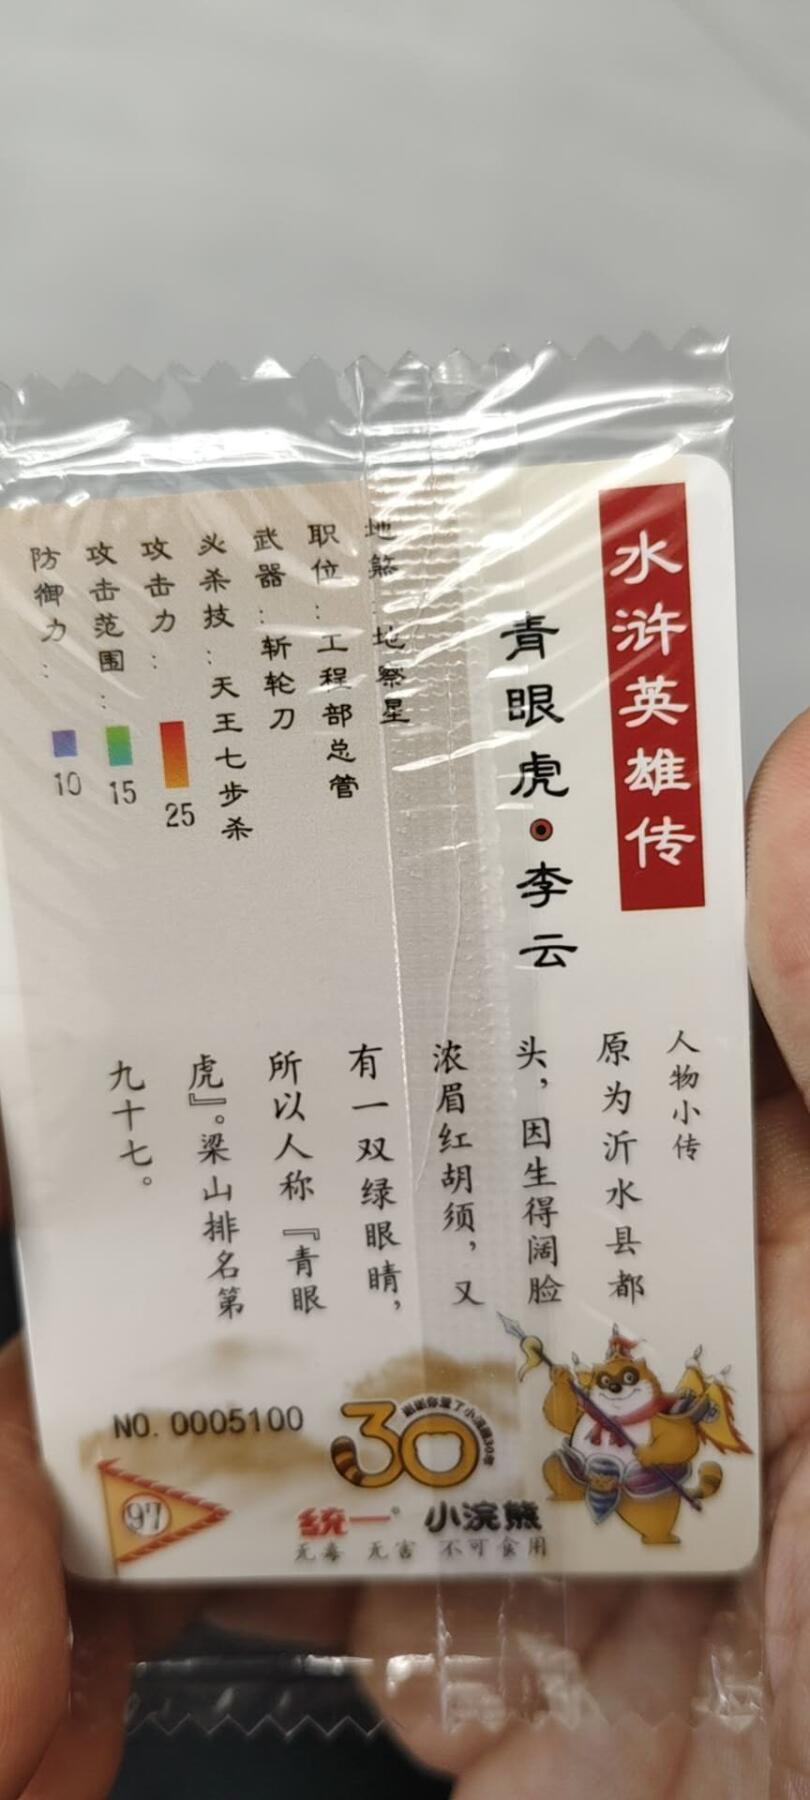 水浒英雄传
青眼虎·李云
地煞：地察星
职位：工程部总管
武器：斩轮刀
必杀技：天王七步杀
攻击力：
25
攻击范围：
15
防御力：
10
人物小传
原为沂水县都
头，因生得阔脸
浓眉红胡须，又
有一双绿眼睛，
所以人称『青眼
虎』。梁山排名第
九十七。
NO. 0005100
30
97
统一 小浣熊
无毒 无害 不可食用